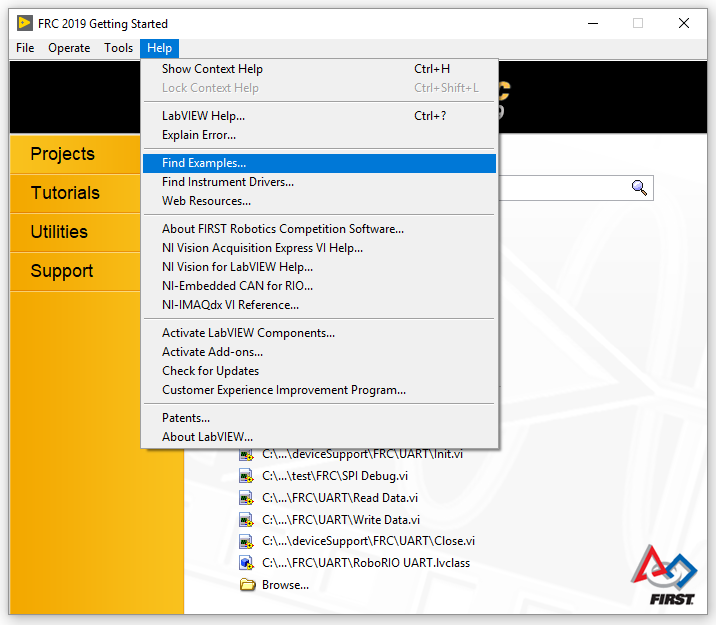 FRC 2019 Getting Started
File Operate Tools Help
Show Context Help Ctrl+H
Lock Context Help Ctrl+Shift+L
LabVIEW Help... Ctrl+?
Explain Error...
Find Examples...
Find Instrument Drivers...
Web Resources...
About FIRST Robotics Competition Software...
NI Vision Acquisition Express VI Help...
NI Vision for LabVIEW Help...
NI-Embedded CAN for RIO...
NI-IMAQdx VI Reference...
Activate LabVIEW Components...
Activate Add-ons...
Check for Updates
Customer Experience Improvement Program...
Patents...
About LabVIEW...
Projects
Tutorials
Utilities
Support
C:\...\deviceSupport\FRC\UART\Init.vi
C:\...\test\FRC\SPI Debug.vi
C:\...\FRC\UART\Read Data.vi
C:\...\FRC\UART\Write Data.vi
C:\...\deviceSupport\FRC\UART\Close.vi
C:\...\FRC\UART\RoboRIO UART.lvclass
Browse...
FIRST